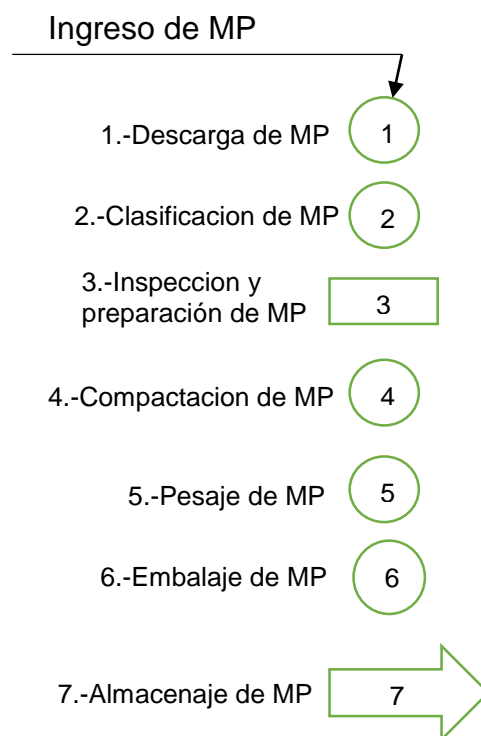 Ingreso de MP
1.-Descarga de MP 1
2.-Clasificacion de MP 2
3.-Inspeccion y
preparación de MP 3
4.-Compactacion de MP 4
5.-Pesaje de MP 5
6.-Embalaje de MP 6
7.-Almacenaje de MP 7